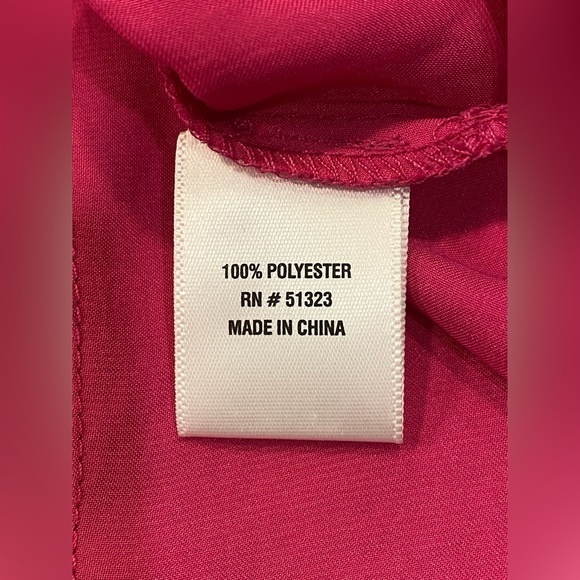 100% POLYESTER
RN # 51323
MADE IN CHINA